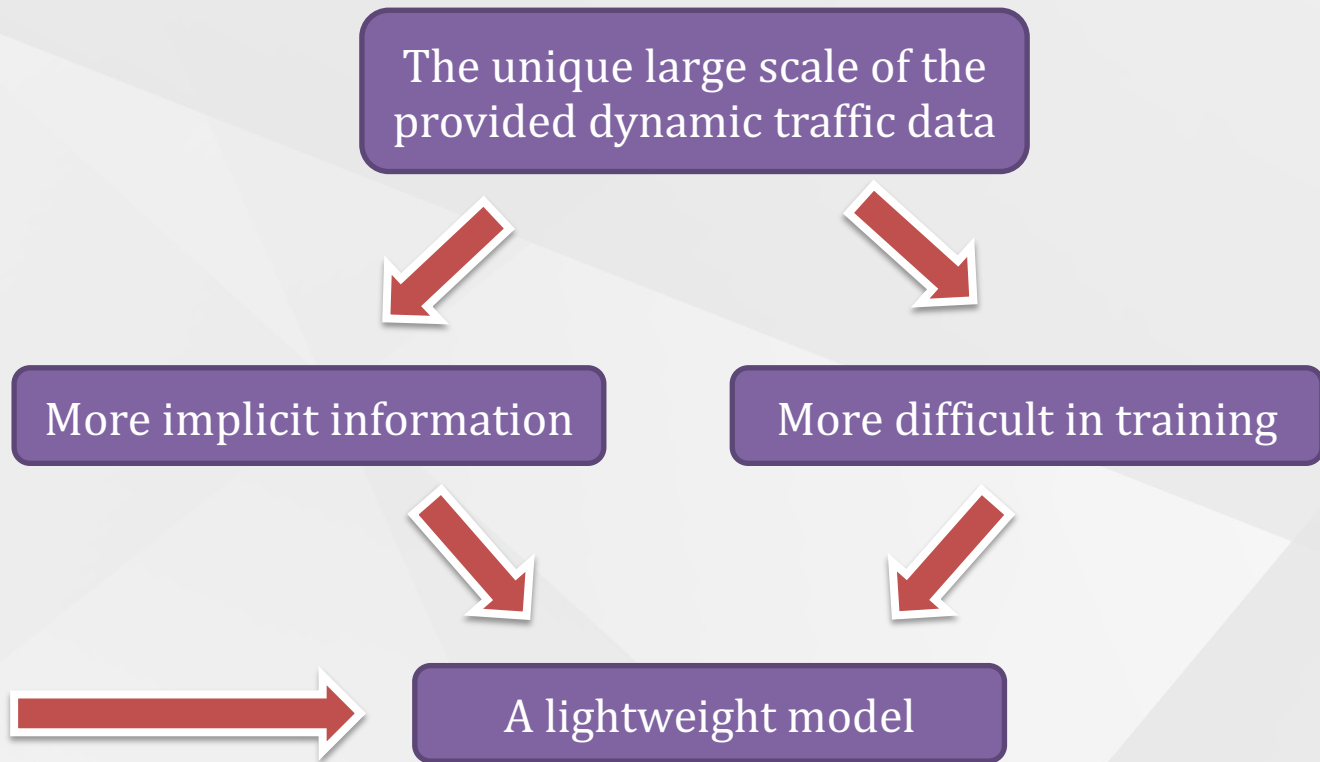 The unique large scale of the
provided dynamic traffic data
More implicit information
More difficult in training
A lightweight model